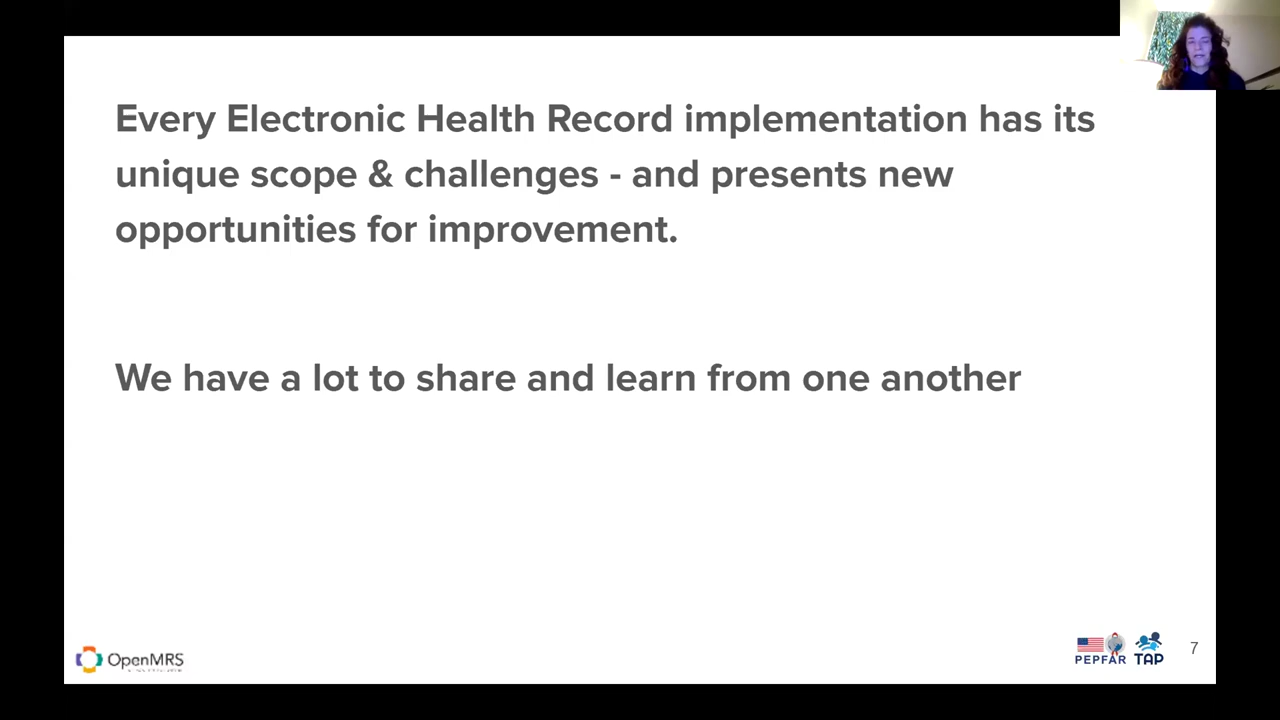 Every Electronic Health Record implementation has its
unique scope & challenges - and presents new
opportunities for improvement.
We have a lot to share and learn from one another
OpenMRS
PEPFAR
TAP
7